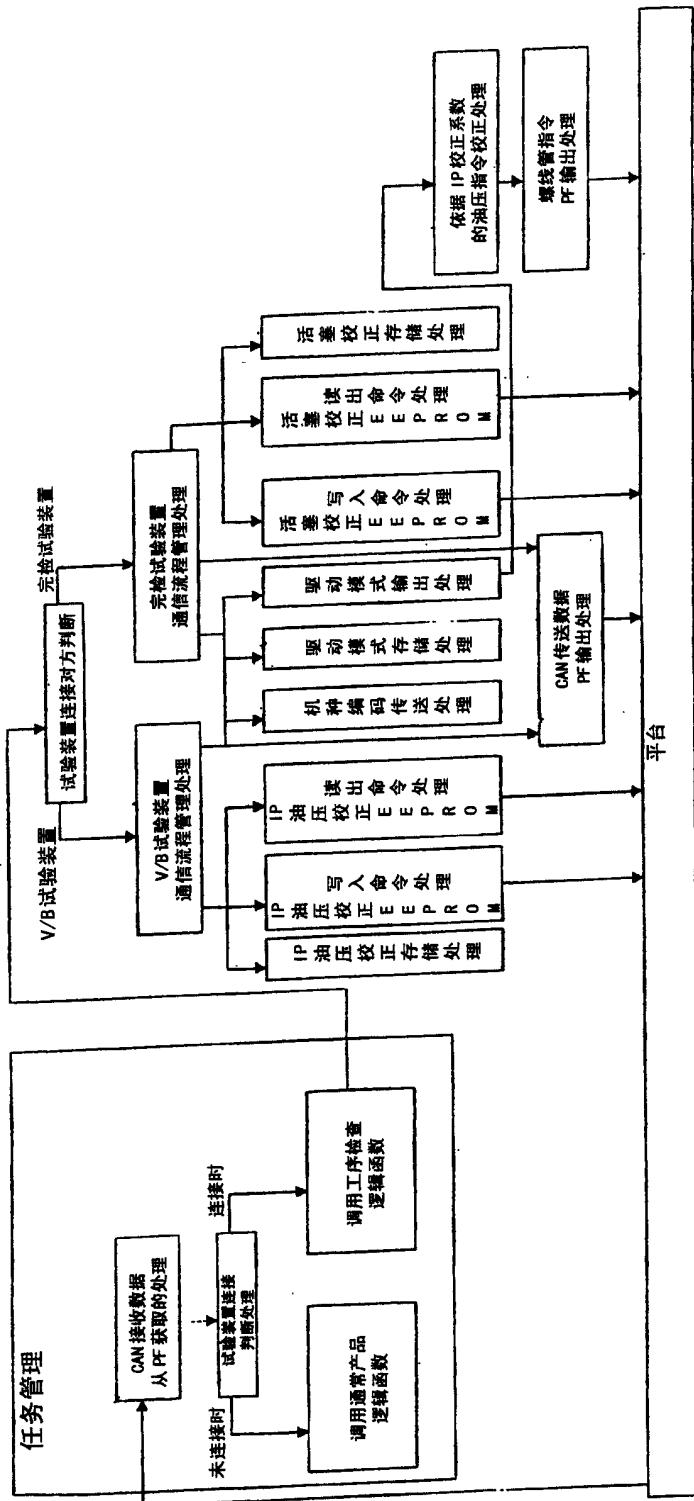 任务管理
CAN接收数据
从PF获取的处理
试验装置连接
判断处理
未连接时
连接时
调用通常产品
逻辑函数
调用工序检查
逻辑函数
试验装置连接对方判断
V/B试验装置
完检试验装置
V/B试验装置
通信流程管理处理
完检试验装置
通信流程管理处理
IP油压校正存储处理
IP油压校正EEPROM
写入命令处理
IP油压校正EEPROM
读出命令处理
机种编码传送处理
驱动模式存储处理
驱动模式输出处理
活塞校正EEPROM
写入命令处理
活塞校正EEPROM
读出命令处理
活塞校正存储处理
依据IP校正系数
的油压指令校正处理
螺线管指令
PF输出处理
CAN传送数据
PF输出处理
平台